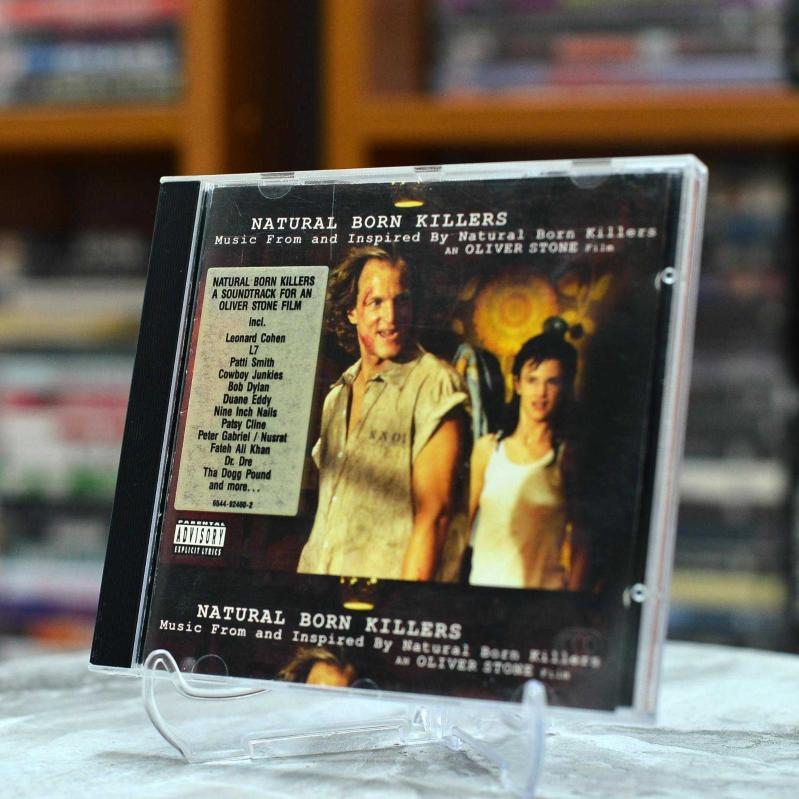 NATURAL BORN KILLERS
Music From and Inspired By Natural Born Killers
AN OLIVER STONE Film
NATURAL BORN KILLERS
A SOUNDTRACK FOR AN
OLIVER STONE FILM
incl.
Leonard Cohen
L7
Patti Smith
Cowboy Junkies
Bob Dylan
Duane Eddy
Nine Inch Nails
Patsy Cline
Peter Gabriel / Nusrat
Fateh Ali Khan
Dr. Dre
Tha Dogg Pound
and more...
6544-92460-2
PARENTAL
ADVISORY
EXPLICIT LYRICS
NATURAL BORN KILLERS
Music From and Inspired By Natural Born Killers
AN OLIVER STONE Film